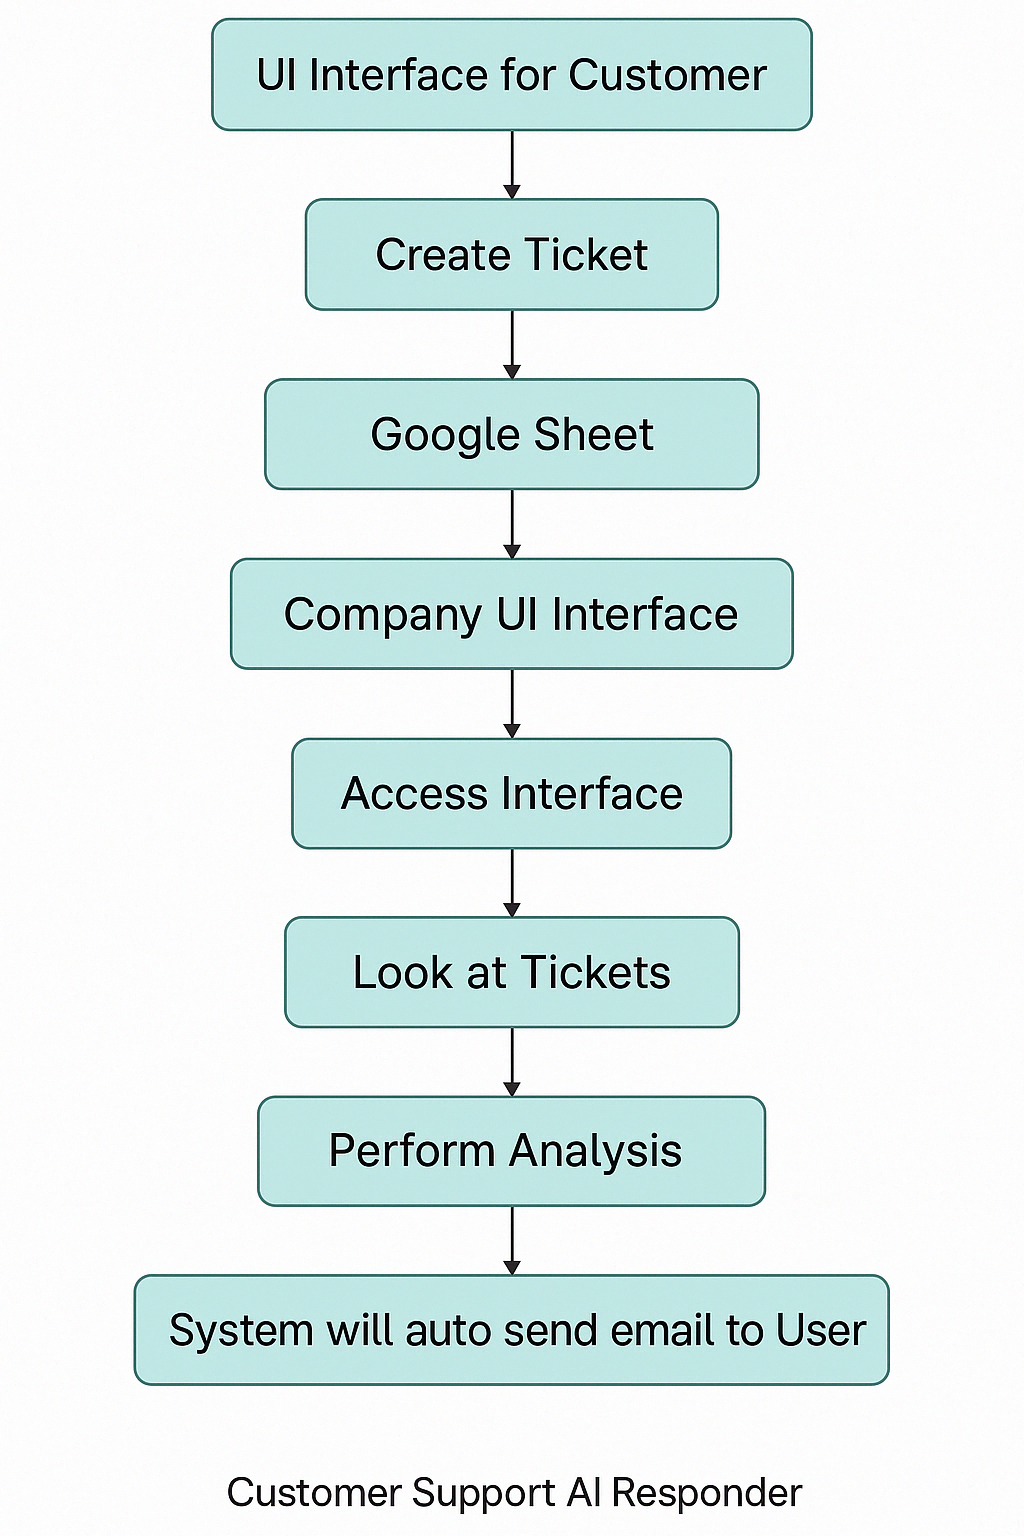 UI Interface for Customer
Create Ticket
Google Sheet
Company UI Interface
Access Interface
Look at Tickets
Perform Analysis
System will auto send email to User
Customer Support AI Responder